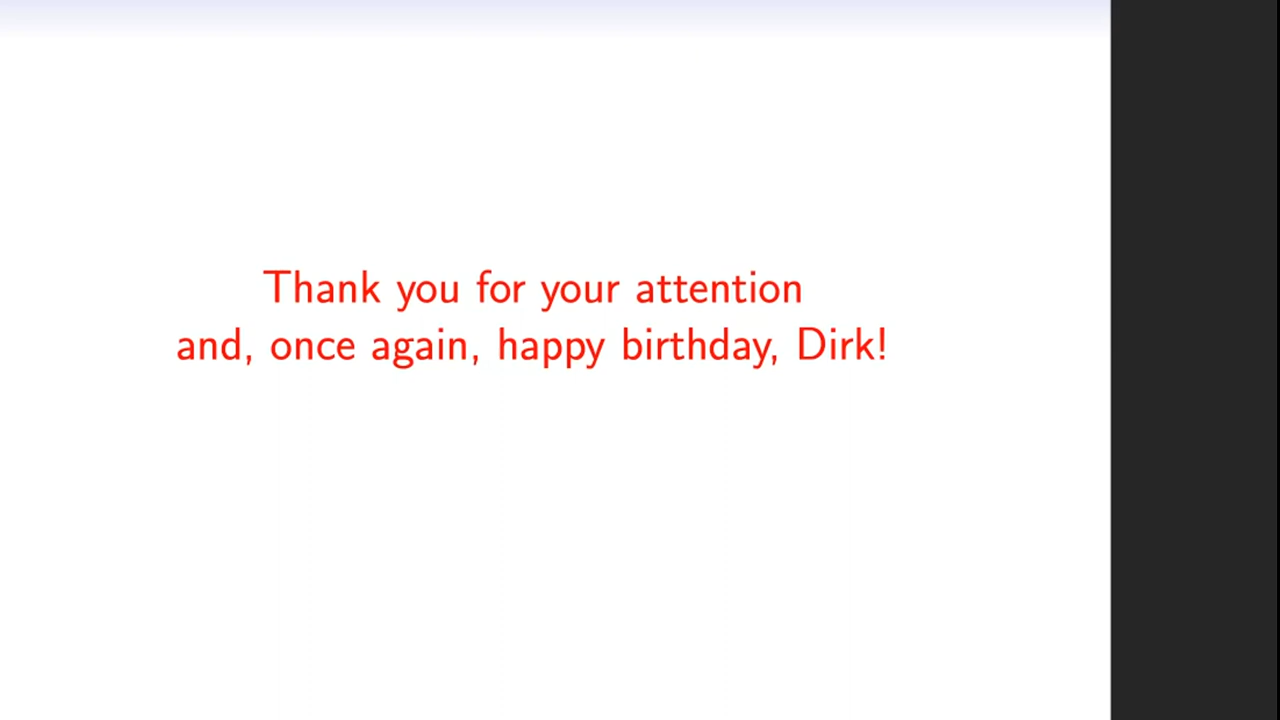 Thank you for your attention
and, once again, happy birthday, Dirk!